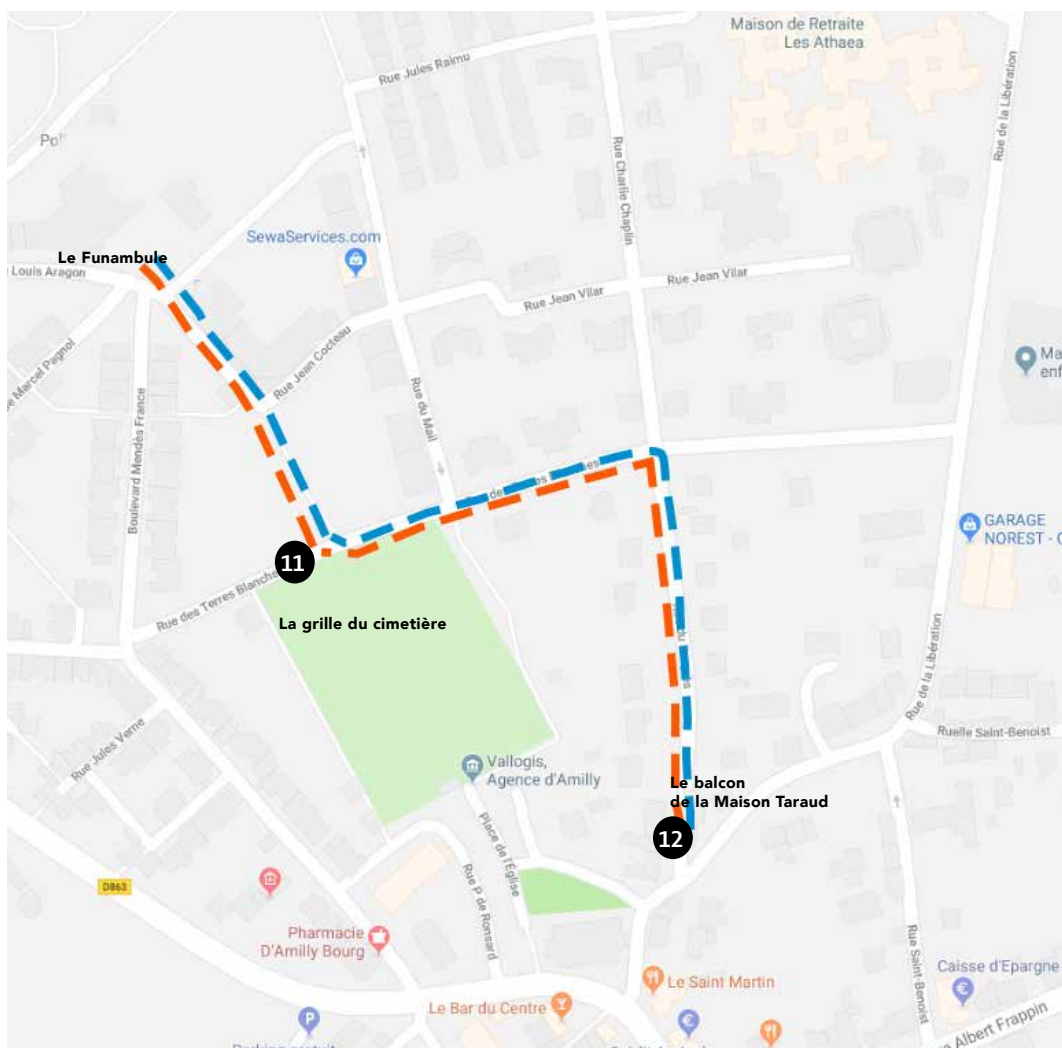 Maison de Retraite
Les Athaea
Rue Jules Raimu
Rue de la Libération
Rue Charlie Chaplin
SewaServices.com
Le Funambule
Louis Aragon
Rue Jean Vilar
Rue Jean Vilar
Rue Jean Cocteau
Marcel Pagnol
Rue du Mail
Boulevard Mendès France
GARAGE
NOREST
11
Rue des Terres Blanches
La grille du cimetière
Rue de la Libération
Rue Jules Verne
Ruelle Saint-Benoist
Vallogis,
Agence d'Amilly
Le balcon
de la Maison Taraud
12
Place de l'Église
D863
Rue P de Ronsard
Pharmacie
D'Amilly Bourg
Rue Saint-Benoist
Caisse d'Epargne
Le Saint Martin
Le Bar du Centre
P
€
€
Albert Frappin